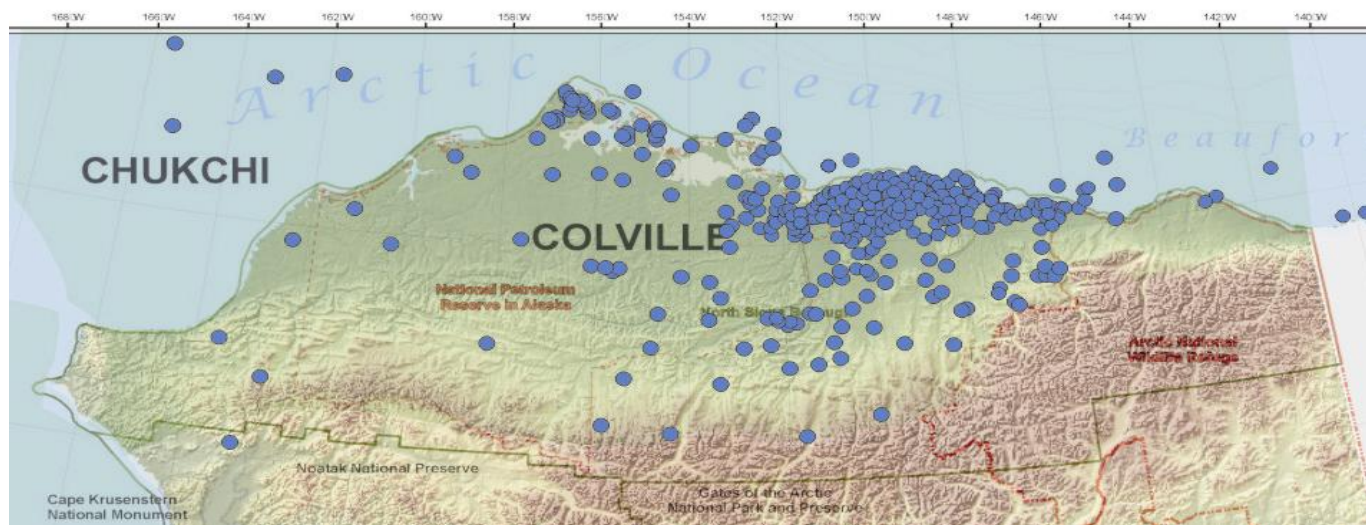 168°W 166°W 164°W 162°W 160°W 158°W 156°W 154°W 152°W 150°W 148°W 146°W 144°W 142°W 140°W
Arctic Ocean
Beaufor
CHUKCHI
COLVILLE
National Petroleum
Reserve in Alaska
North Slope
Arctic National
Wildlife Refuge
Noatak National Preserve
Cape Krusenstern
National Monument
Gates of the Arctic
National Park and Preserve